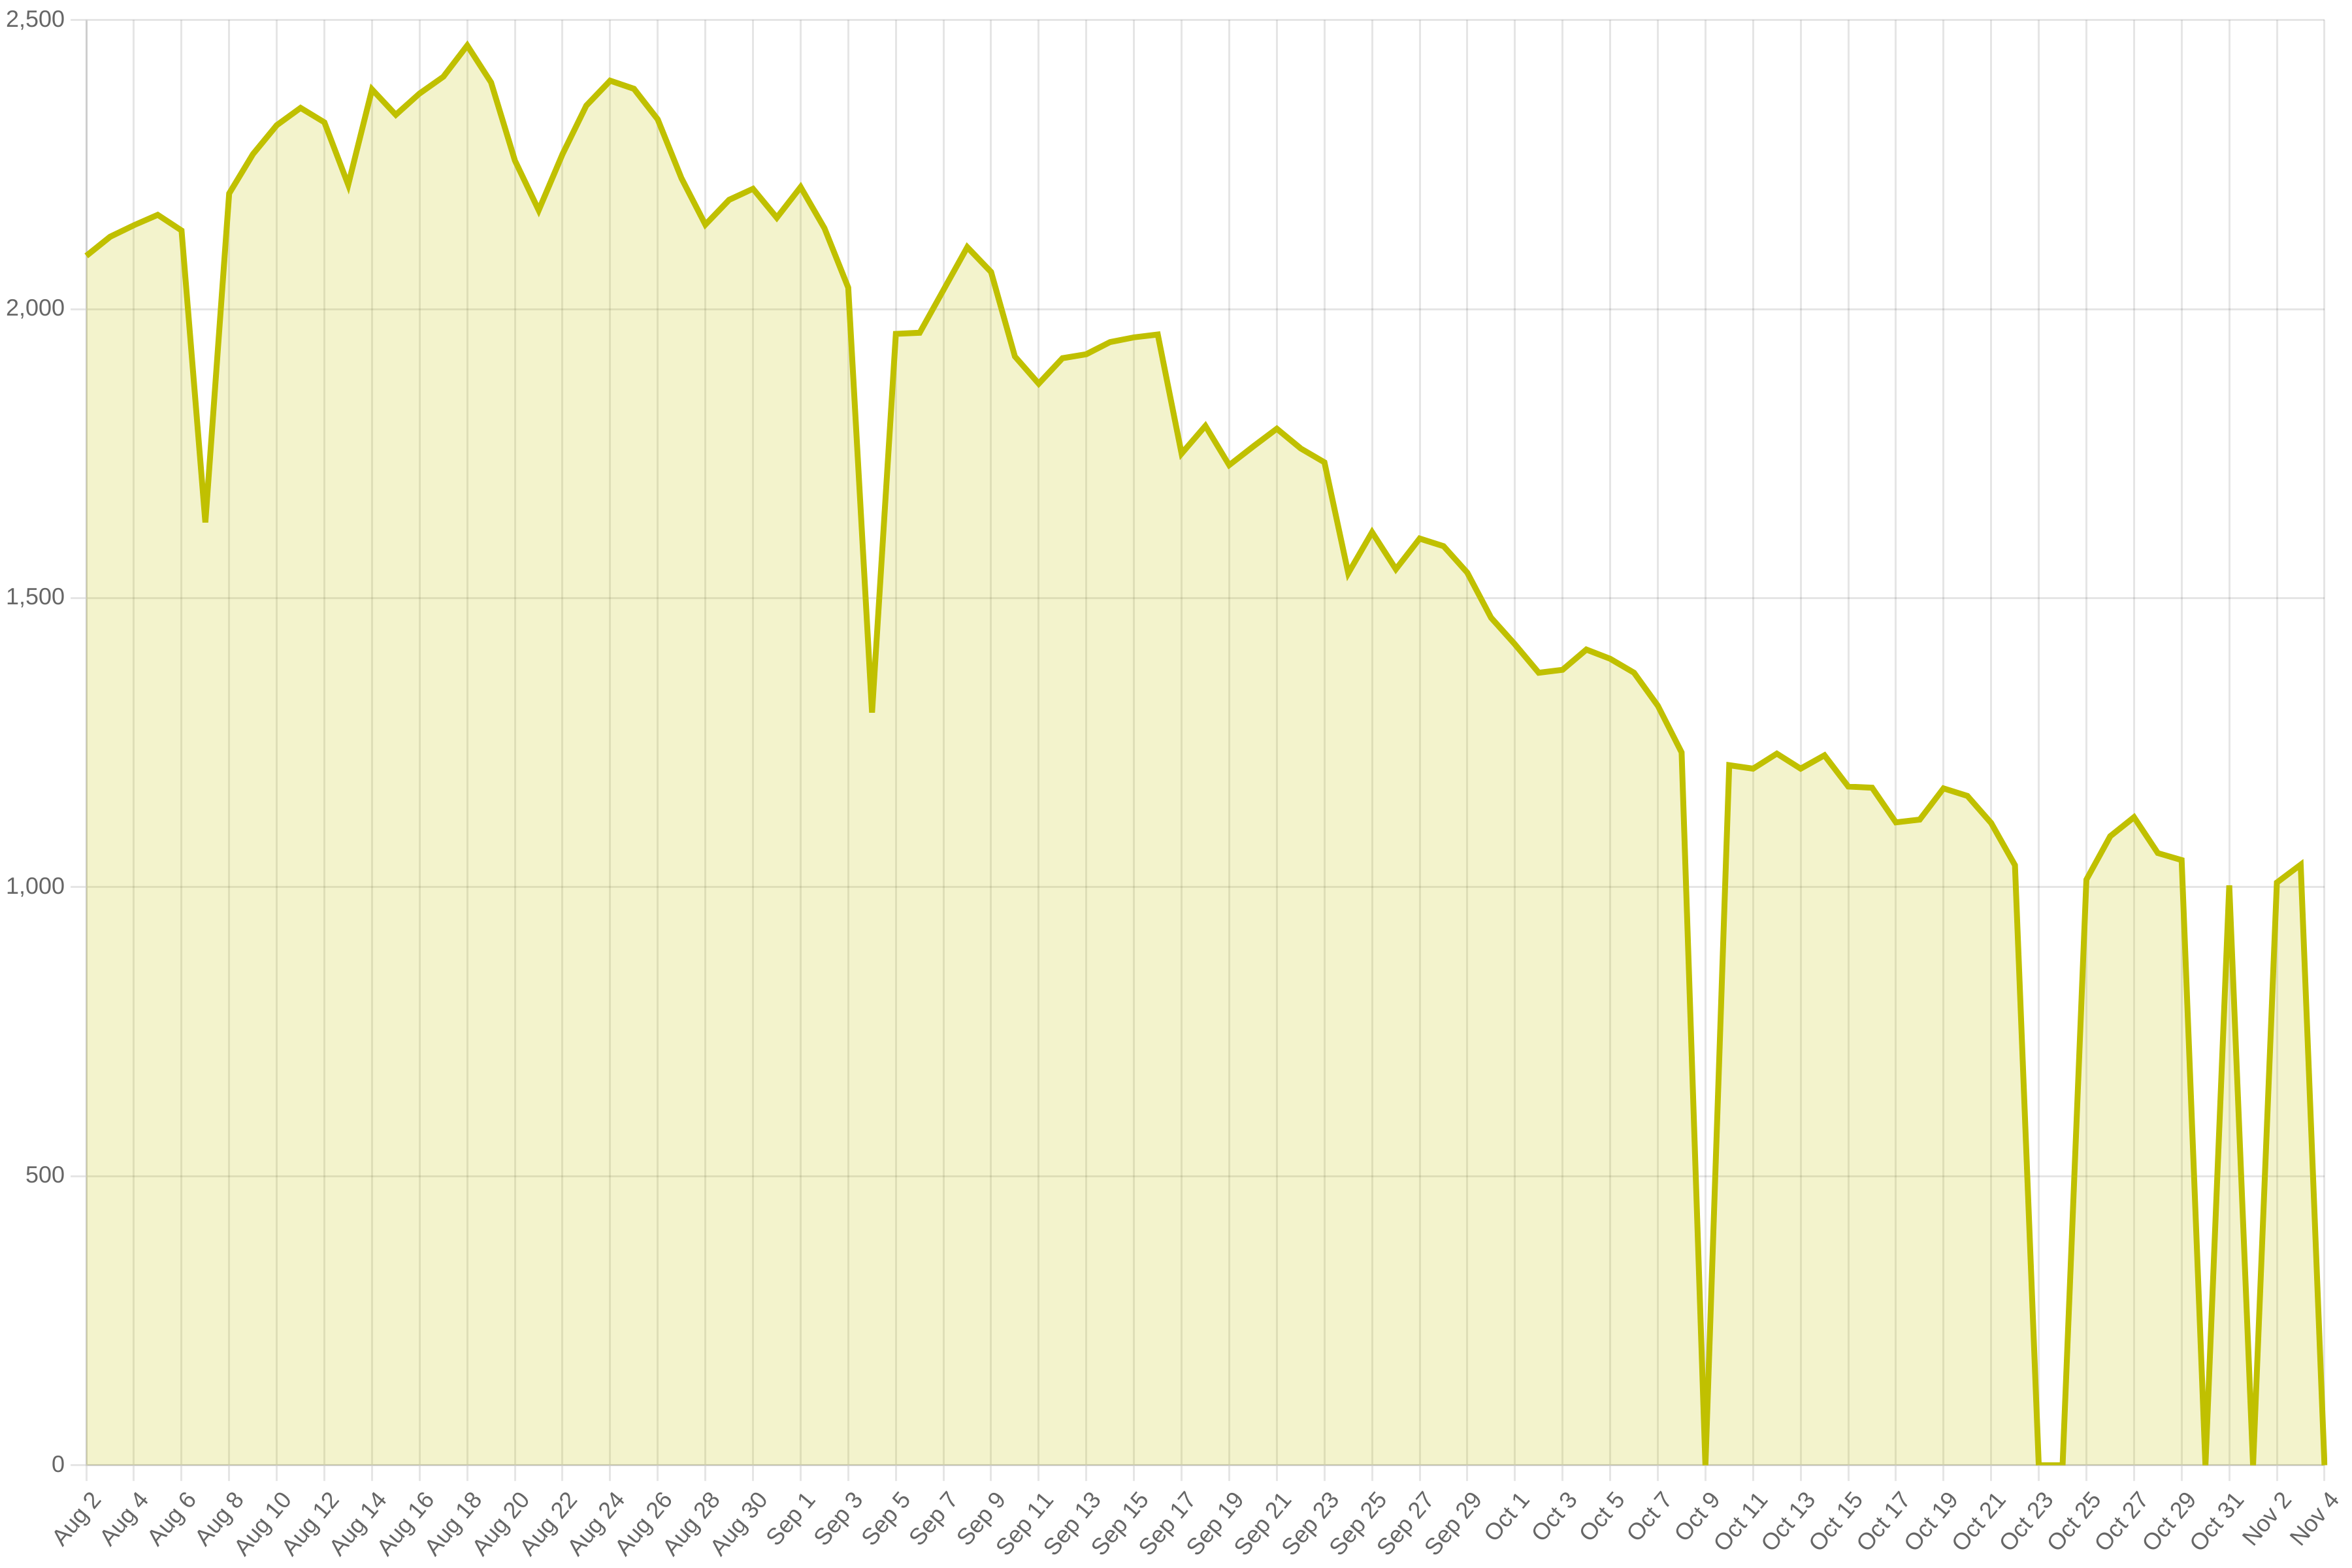 2,500
2,000
1,500
1,000
500
0
Aug 2
Aug 4
Aug 6
Aug 8
Aug 10
Aug 12
Aug 14
Aug 16
Aug 18
Aug 20
Aug 22
Aug 24
Aug 26
Aug 28
Aug 30
Sep 1
Sep 3
Sep 5
Sep 7
Sep 9
Sep 11
Sep 13
Sep 15
Sep 17
Sep 19
Sep 21
Sep 23
Sep 25
Sep 27
Sep 29
Oct 1
Oct 3
Oct 5
Oct 7
Oct 9
Oct 11
Oct 13
Oct 15
Oct 17
Oct 19
Oct 21
Oct 23
Oct 25
Oct 27
Oct 29
Oct 31
Nov 2
Nov 4